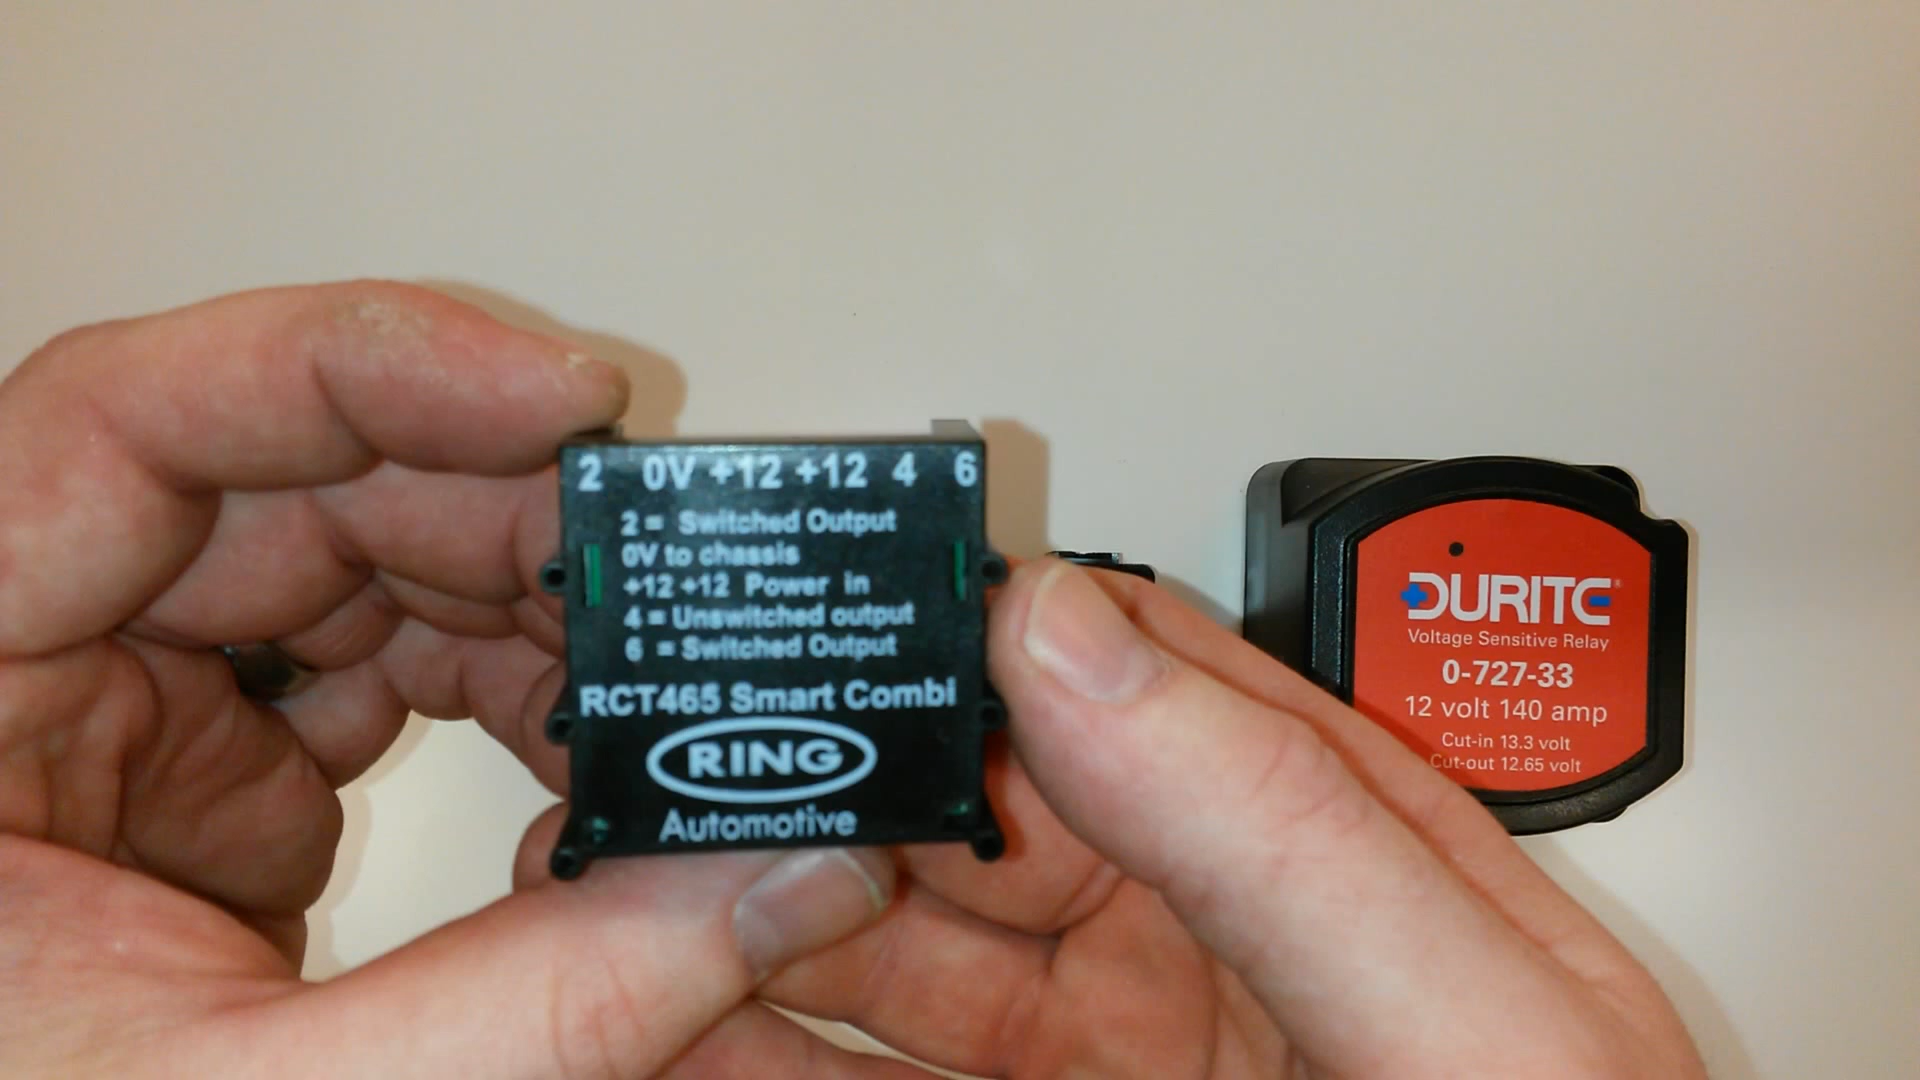 2 0V +12 +12 4 6
2 = Switched Output
0V to chassis
+12 +12 Power in
4 = Unswitched output
6 = Switched Output
RCT465 Smart Combi
RING
Automotive
DURITE®
Voltage Sensitive Relay
0-727-33
12 volt 140 amp
Cut-in 13.3 volt
Cut-out 12.65 volt